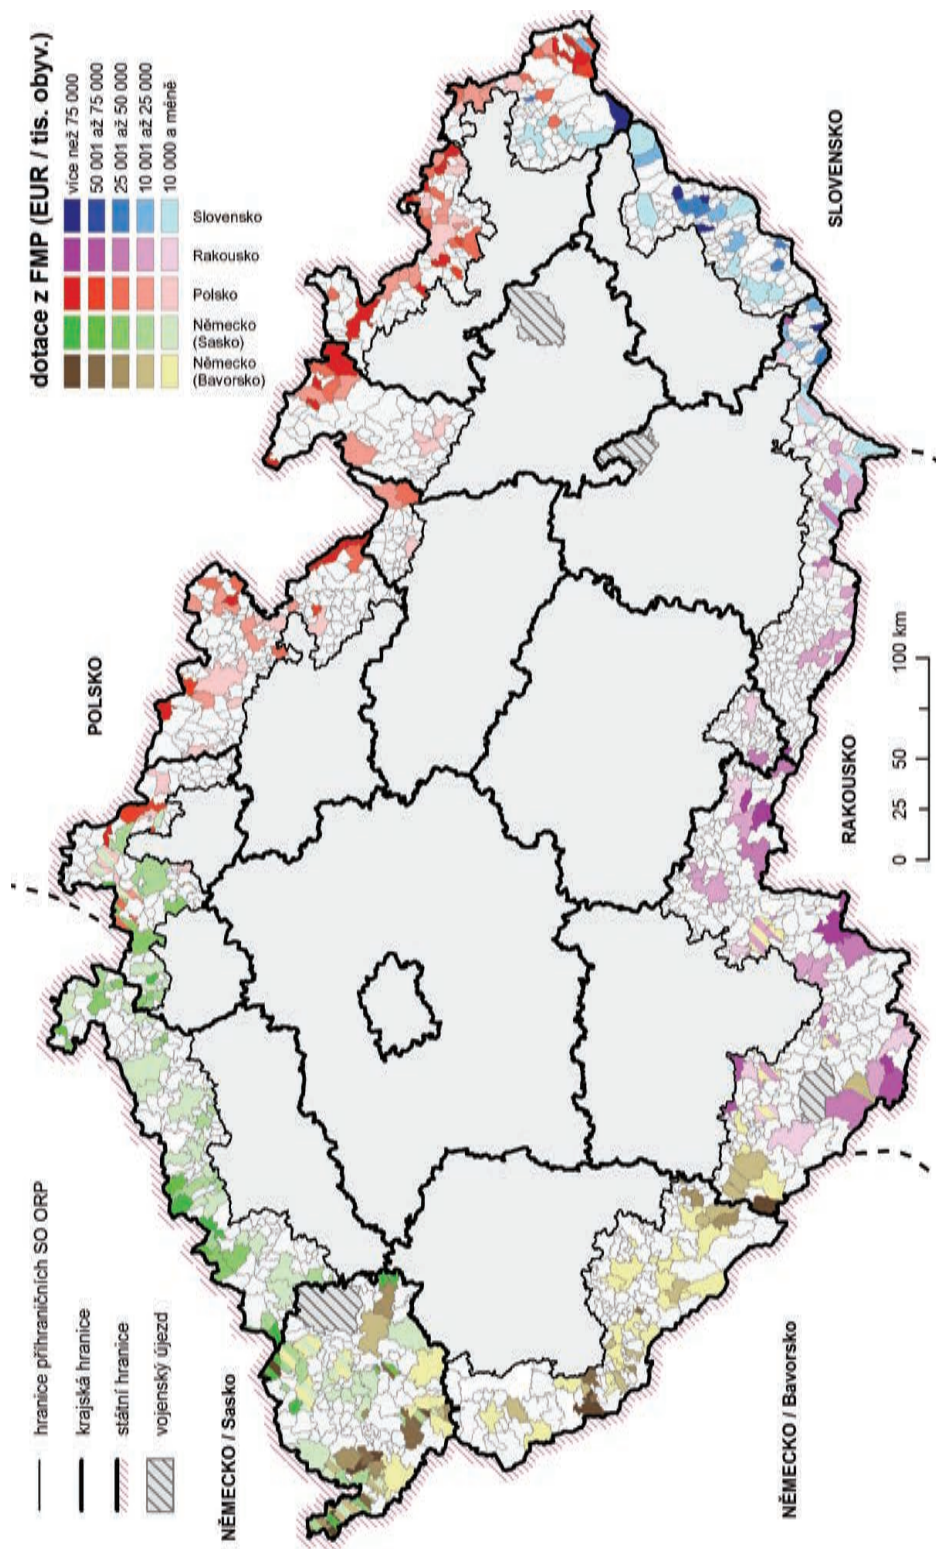 dotace z FMP (EUR / tis. obyv.)
více než 75 000
50 001 až 75 000
25 001 až 50 000
10 001 až 25 000
10 000 a méně
Slovensko
Rakousko
Polsko
Německo
(Sasko)
Německo
(Bavorsko)
hranice příhraničních SO ORP
krajská hranice
státní hranice
vojenský újezd
NĚMECKO / Sasko
POLSKO
SLOVENSKO
RAKOUSKO
NĚMECKO / Bavorsko
0 25 50 100 km